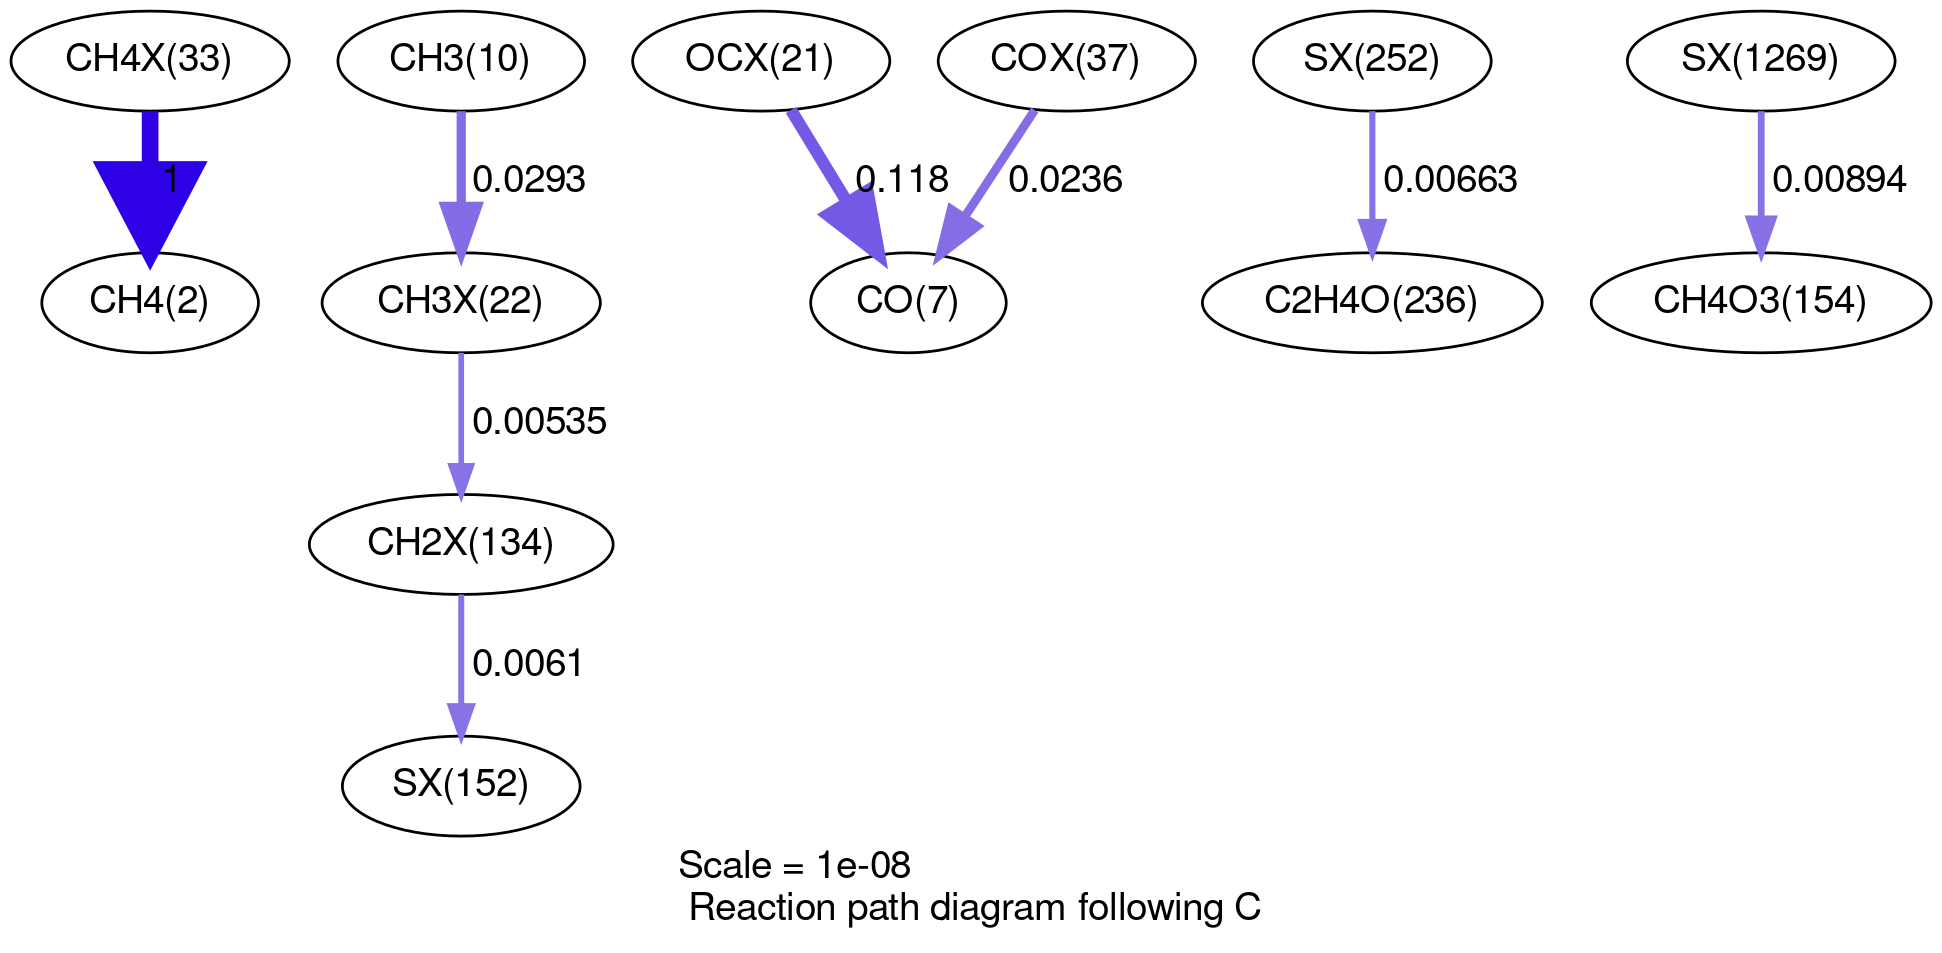 CH4X(33)
CH3(10)
OCX(21)
COX(37)
SX(252)
SX(1269)
1
0.0293
0.118
0.0236
0.00663
0.00894
CH4(2)
CH3X(22)
CO(7)
C2H4O(236)
CH4O3(154)
0.00535
CH2X(134)
0.0061
SX(152)
Scale = 1e-08
Reaction path diagram following C